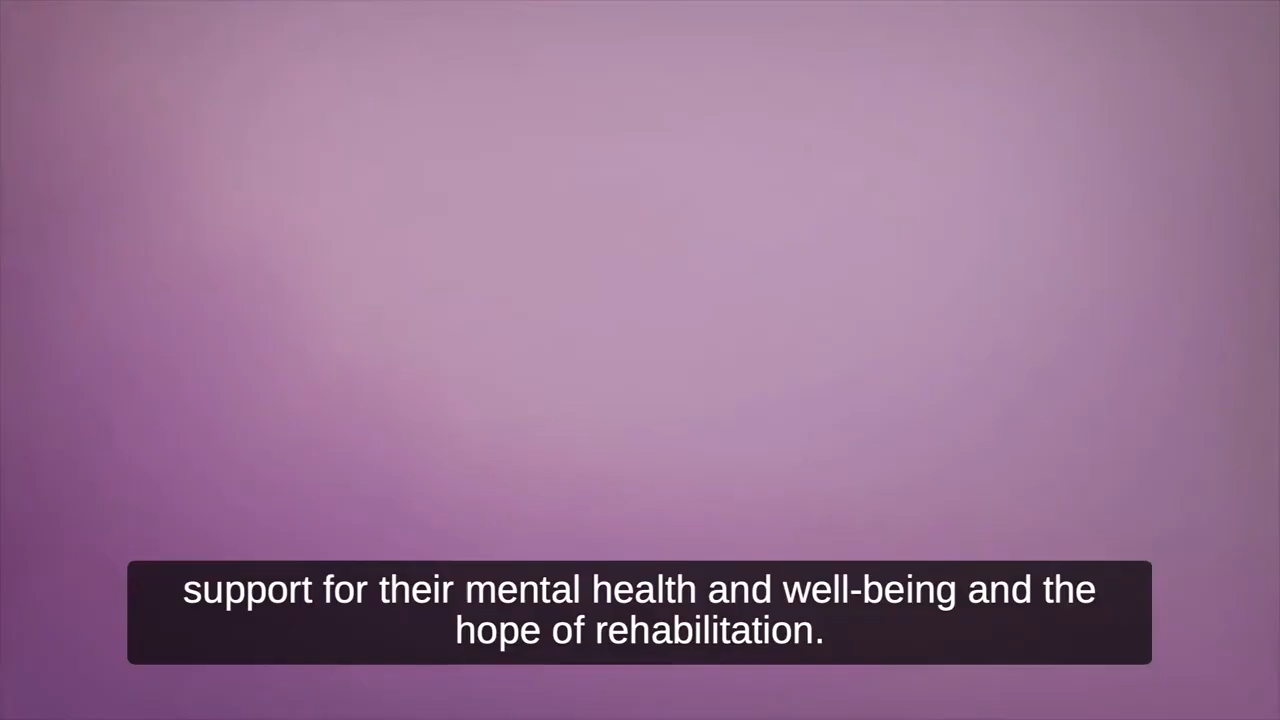 support for their mental health and well-being and the
hope of rehabilitation.